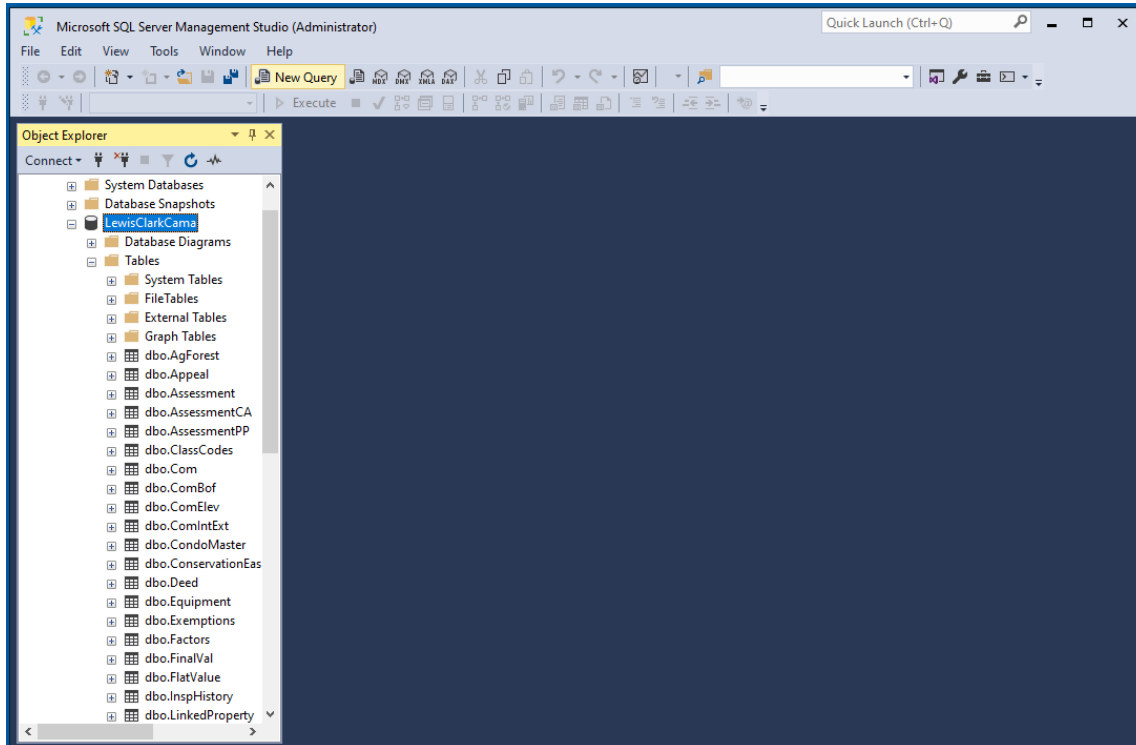 Microsoft SQL Server Management Studio (Administrator)
Quick Launch (Ctrl+Q)
File Edit View Tools Window Help
New Query MDX DMX XMLA DAX
Execute
Object Explorer
Connect
System Databases
Database Snapshots
LewisClarkCama
Database Diagrams
Tables
System Tables
FileTables
External Tables
Graph Tables
dbo.AgForest
dbo.Appeal
dbo.Assessment
dbo.AssessmentCA
dbo.AssessmentPP
dbo.ClassCodes
dbo.Com
dbo.ComBof
dbo.ComElev
dbo.ComIntExt
dbo.CondoMaster
dbo.ConservationEas
dbo.Deed
dbo.Equipment
dbo.Exemptions
dbo.Factors
dbo.FinalVal
dbo.FlatValue
dbo.InspHistory
dbo.LinkedProperty